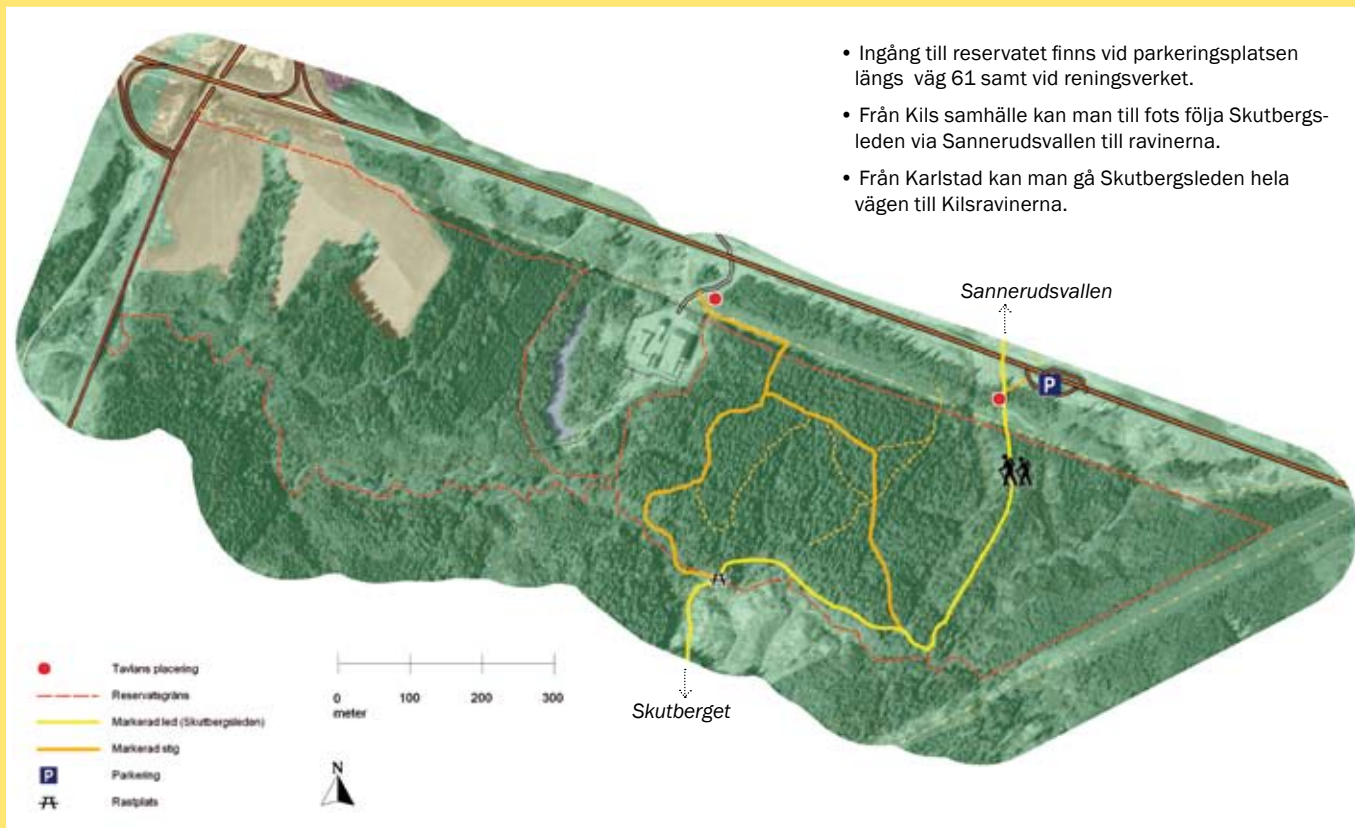 • Ingång till reservatet finns vid parkeringsplatsen
längs väg 61 samt vid reningsverket.
• Från Kils samhälle kan man till fots följa Skutbergs-
leden via Sannerudsvallen till ravinerna.
• Från Karlstad kan man gå Skutbergsleden hela
vägen till Kilsravinerna.
Sannerudsvallen
P
Skutberget
Tavlans placering
Reservatsgräns
Markerad led (Skutbergsleden)
Markerad stig
P Parkering
Rastplats
0 100 200 300
meter
N